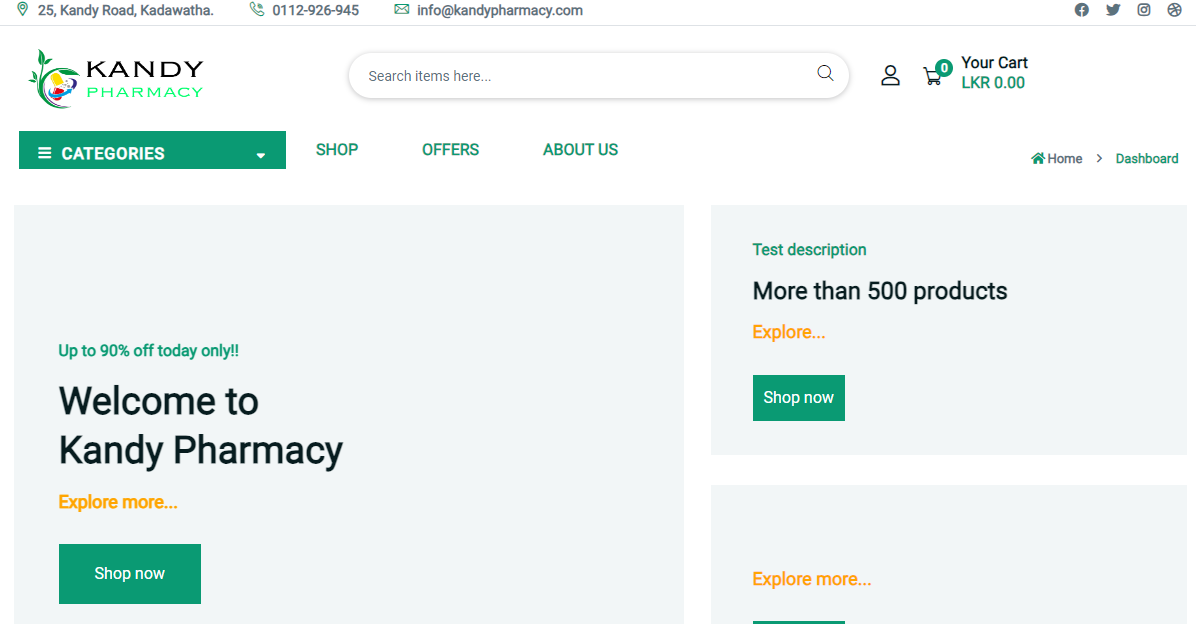 25, Kandy Road, Kadawatha. 0112-926-945 info@kandypharmacy.com
KANDY
PHARMACY
Search items here...
0
Your Cart
LKR 0.00
CATEGORIES SHOP OFFERS ABOUT US
Home Dashboard
Up to 90% off today only!!
Welcome to
Kandy Pharmacy
Explore more...
Shop now
Test description
More than 500 products
Explore...
Shop now
Explore more...